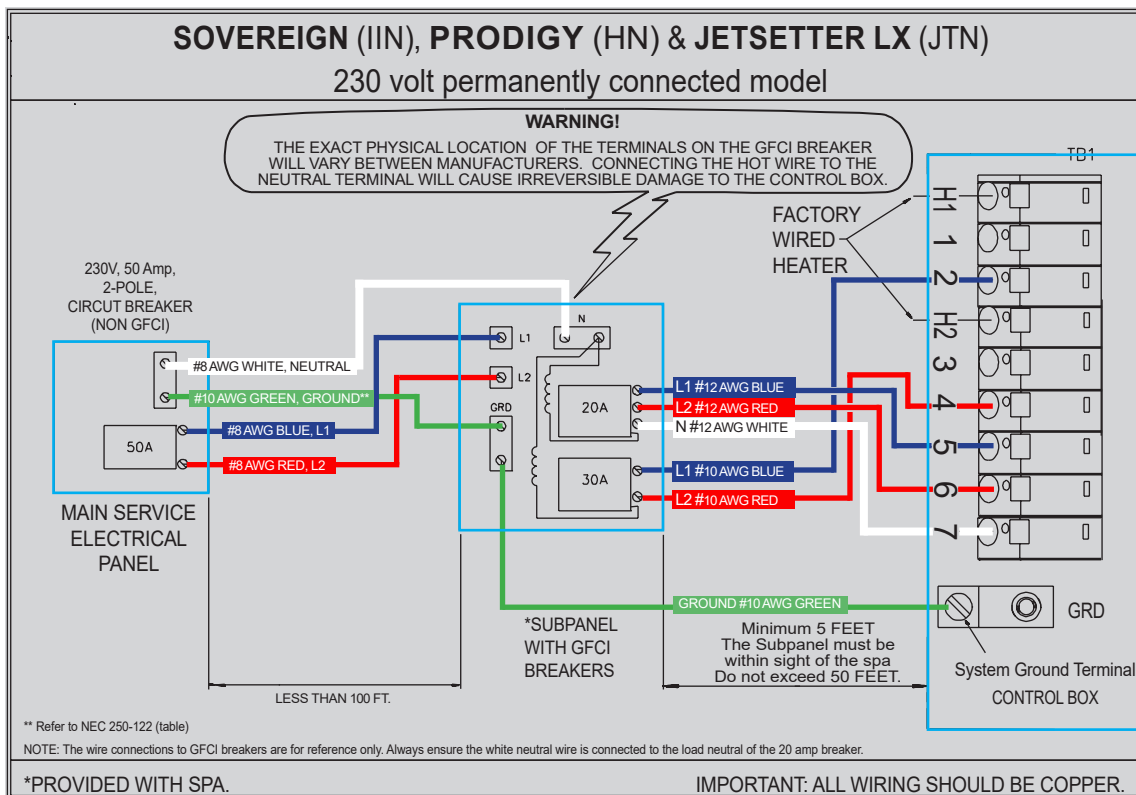 SOVEREIGN (IIN), PRODIGY (HN) & JETSETTER LX (JTN)
230 volt permanently connected model
WARNING!
THE EXACT PHYSICAL LOCATION OF THE TERMINALS ON THE GFCI BREAKER
WILL VARY BETWEEN MANUFACTURERS. CONNECTING THE HOT WIRE TO THE
NEUTRAL TERMINAL WILL CAUSE IRREVERSIBLE DAMAGE TO THE CONTROL BOX.
TB1
H1
1
2
H2
3
4
5
6
7
FACTORY
WIRED
HEATER
230V, 50 Amp,
2-POLE,
CIRCUT BREAKER
(NON GFCI)
#8 AWG WHITE, NEUTRAL
#10 AWG GREEN, GROUND**
#8 AWG BLUE, L1
#8 AWG RED, L2
50A
MAIN SERVICE
ELECTRICAL
PANEL
N
L1
L2
GRD
20A
30A
L1 #12 AWG BLUE
L2 #12 AWG RED
N #12 AWG WHITE
L1 #10 AWG BLUE
L2 #10 AWG RED
GROUND #10 AWG GREEN
GRD
*SUBPANEL
WITH GFCI
BREAKERS
Minimum 5 FEET
The Subpanel must be
within sight of the spa
Do not exceed 50 FEET.
System Ground Terminal
CONTROL BOX
LESS THAN 100 FT.
** Refer to NEC 250-122 (table)
NOTE: The wire connections to GFCI breakers are for reference only. Always ensure the white neutral wire is connected to the load neutral of the 20 amp breaker.
*PROVIDED WITH SPA.
IMPORTANT: ALL WIRING SHOULD BE COPPER.